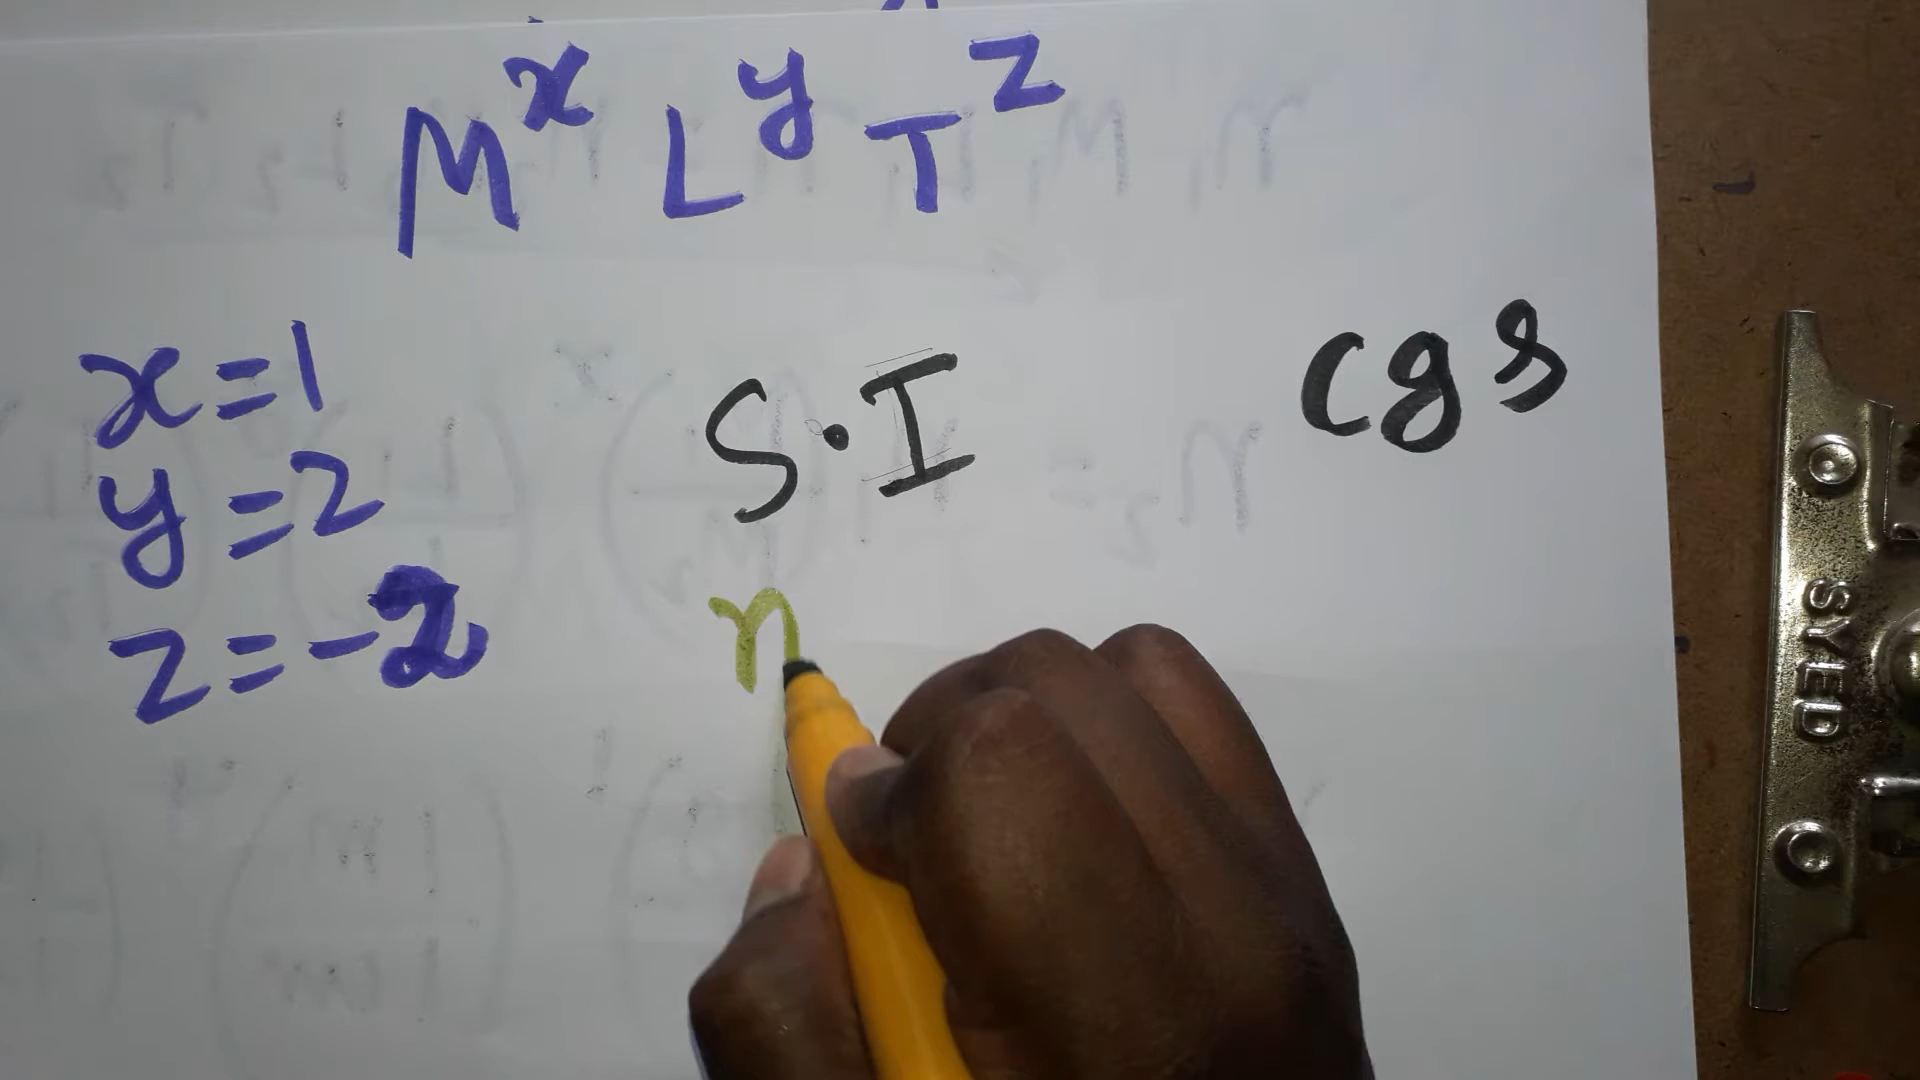 M^x L^y T^z
x=1
y=2
z=-2
S.I
cgs
n
SYED